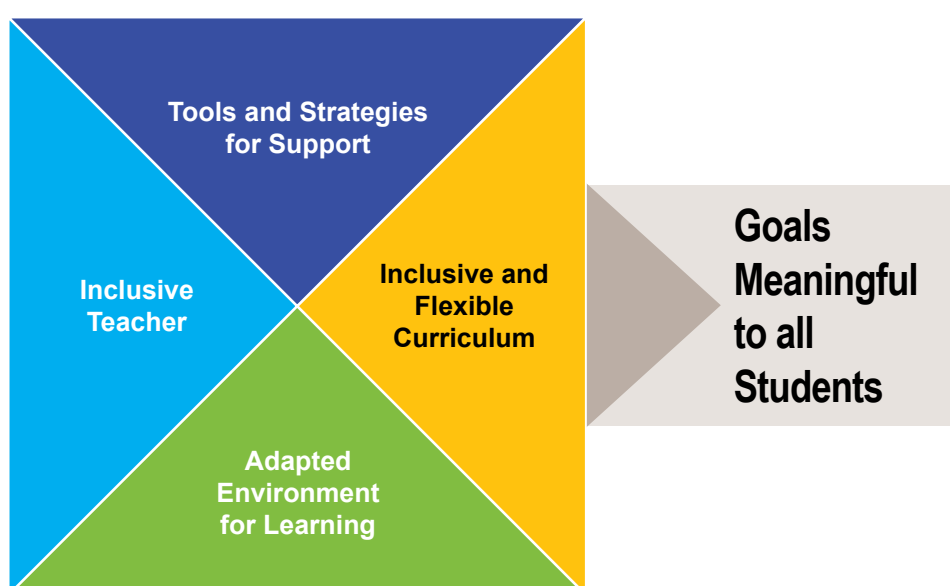 Tools and Strategies
for Support
Inclusive
Teacher
Inclusive and
Flexible
Curriculum
Adapted
Environment
for Learning
Goals
Meaningful
to all
Students